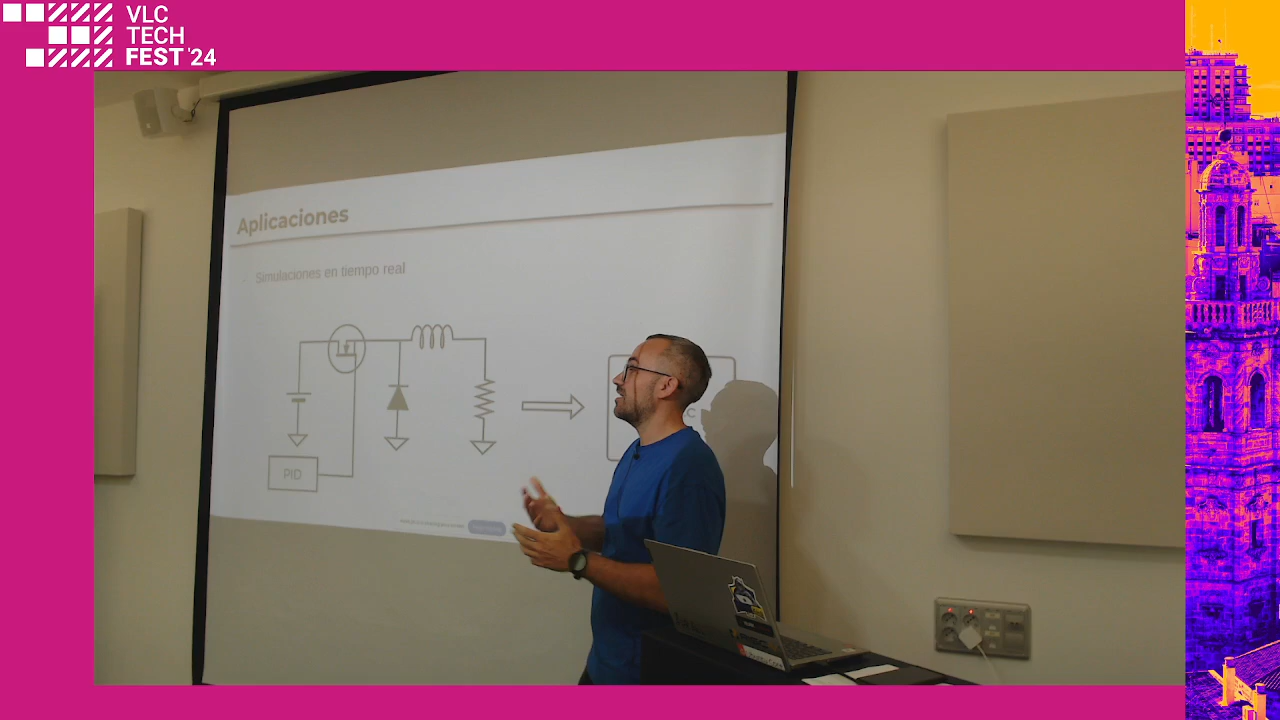 VLC
TECH
FEST '24
Aplicaciones
Simulaciones en tiempo real
PID
C